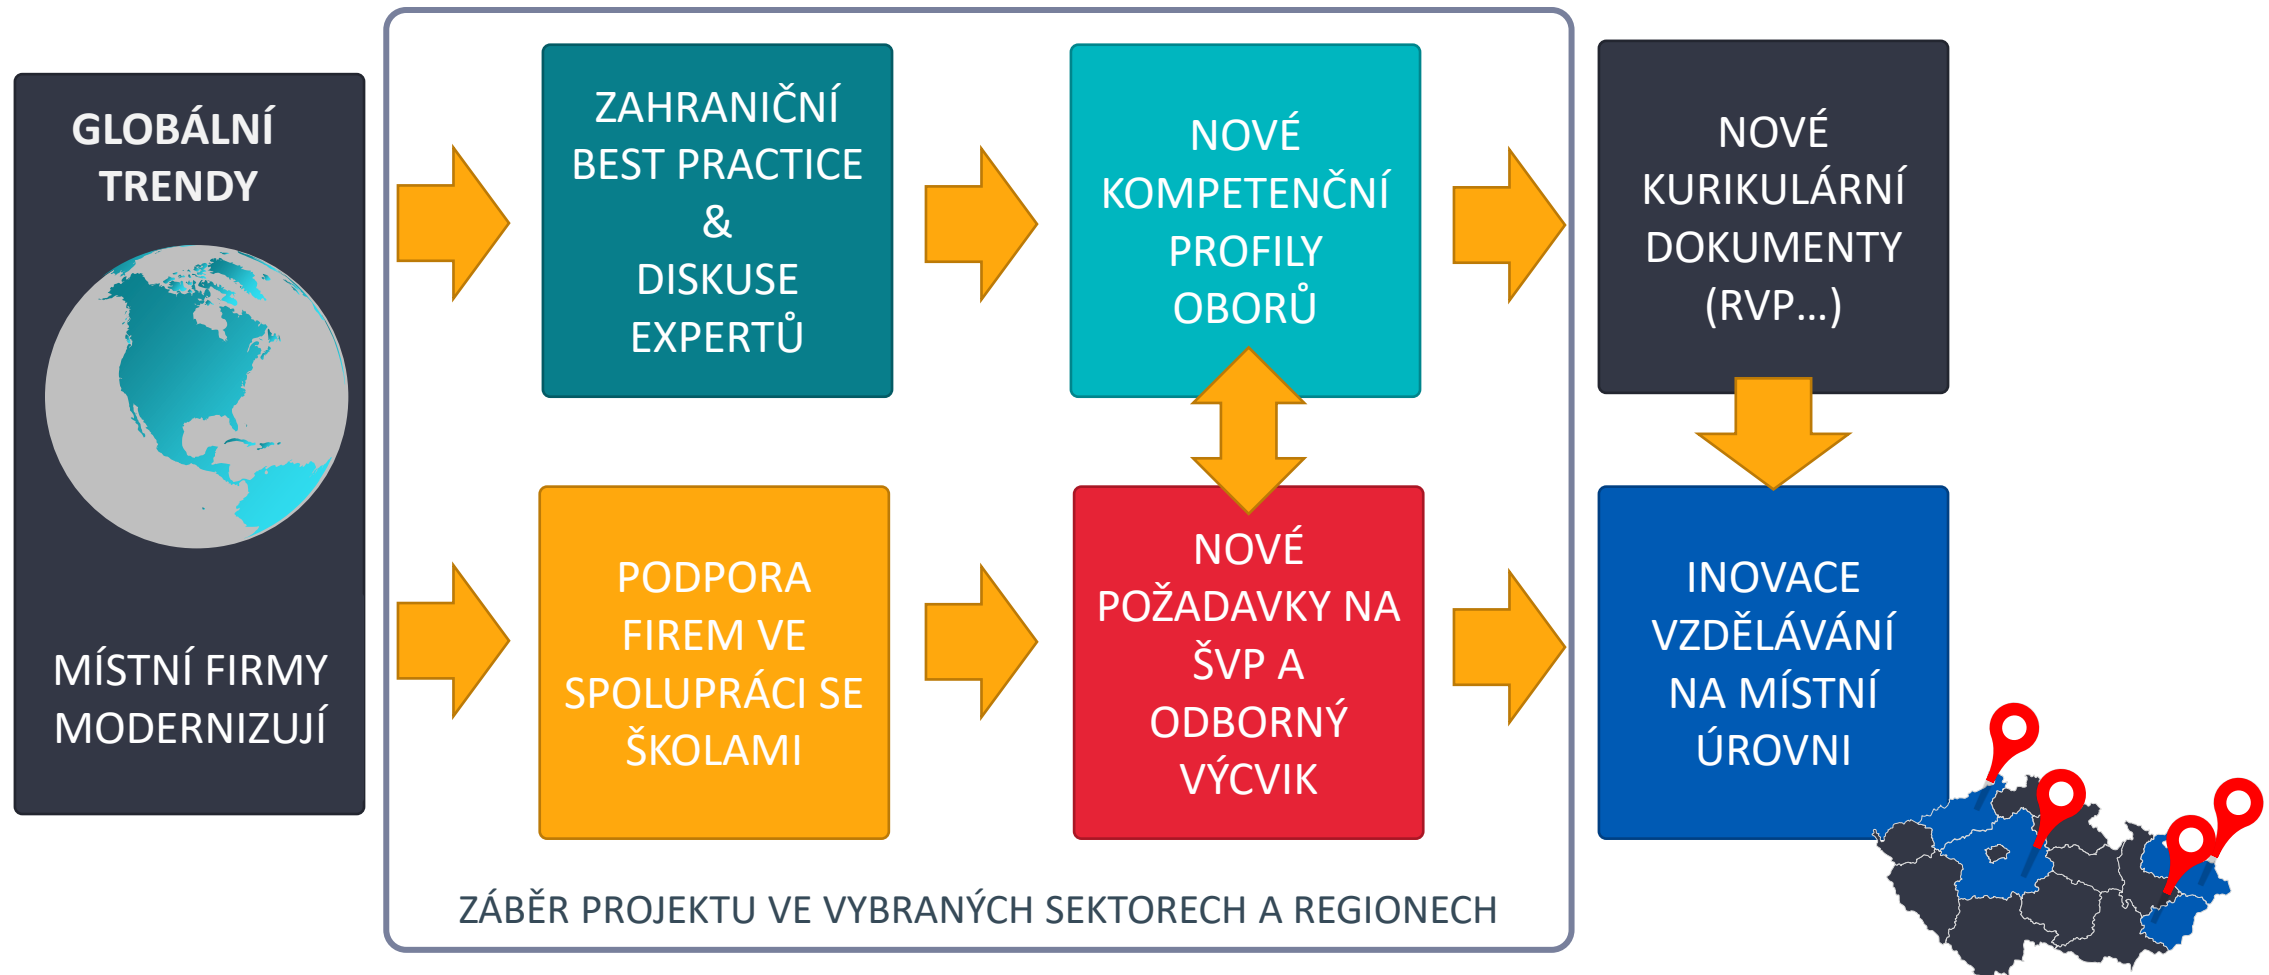 GLOBÁLNÍ
TRENDY
MÍSTNÍ FIRMY
MODERNIZUJÍ
ZAHRANIČNÍ
BEST PRACTICE
&
DISKUSE
EXPERTŮ
NOVÉ
KOMPETENČNÍ
PROFILY
OBORŮ
NOVÉ
KURIKULÁRNÍ
DOKUMENTY
(RVP…)
PODPORA
FIREM VE
SPOLUPRÁCI SE
ŠKOLAMI
NOVÉ
POŽADAVKY NA
ŠVP A
ODBORNÝ
VÝCVIK
INOVACE
VZDĚLÁVÁNÍ
NA MÍSTNÍ
ÚROVNI
ZÁBĚR PROJEKTU VE VYBRANÝCH SEKTORECH A REGIONECH